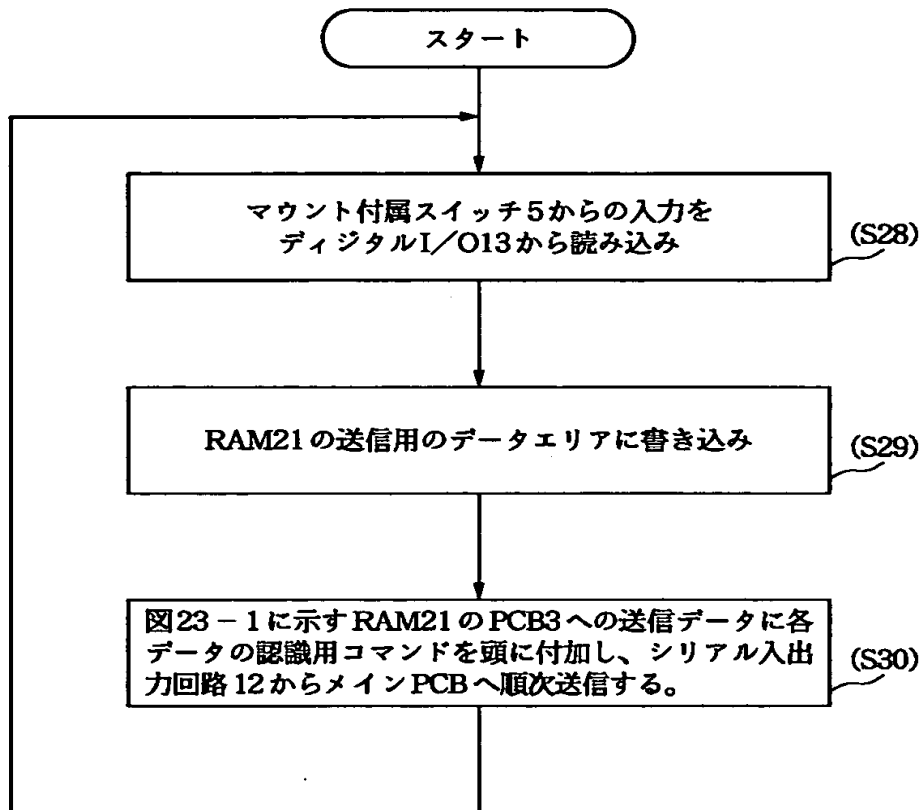 スタート
マウント付属スイッチ5からの入力を
ディジタルI／O13から読み込み
(S28)
RAM21の送信用のデータエリアに書き込み
(S29)
図23－1に示すRAM21のPCB3への送信データに各
データの認識用コマンドを頭に付加し、シリアル入出
力回路12からメインPCBへ順次送信する。
(S30)